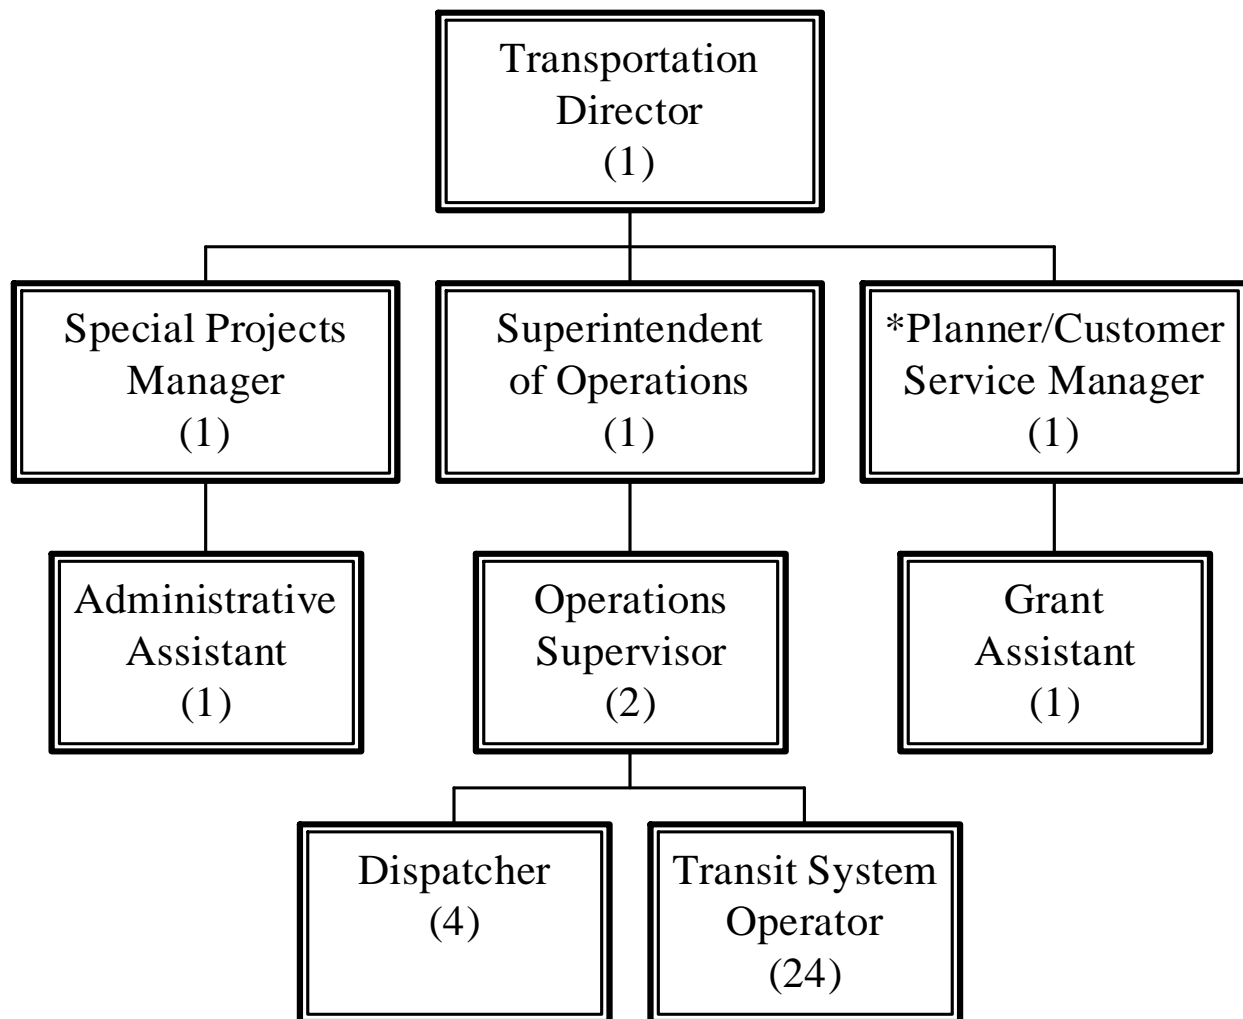 Transportation
Director
(1)
Special Projects
Manager
(1)
Superintendent
of Operations
(1)
*Planner/Customer
Service Manager
(1)
Administrative
Assistant
(1)
Operations
Supervisor
(2)
Grant
Assistant
(1)
Dispatcher
(4)
Transit System
Operator
(24)